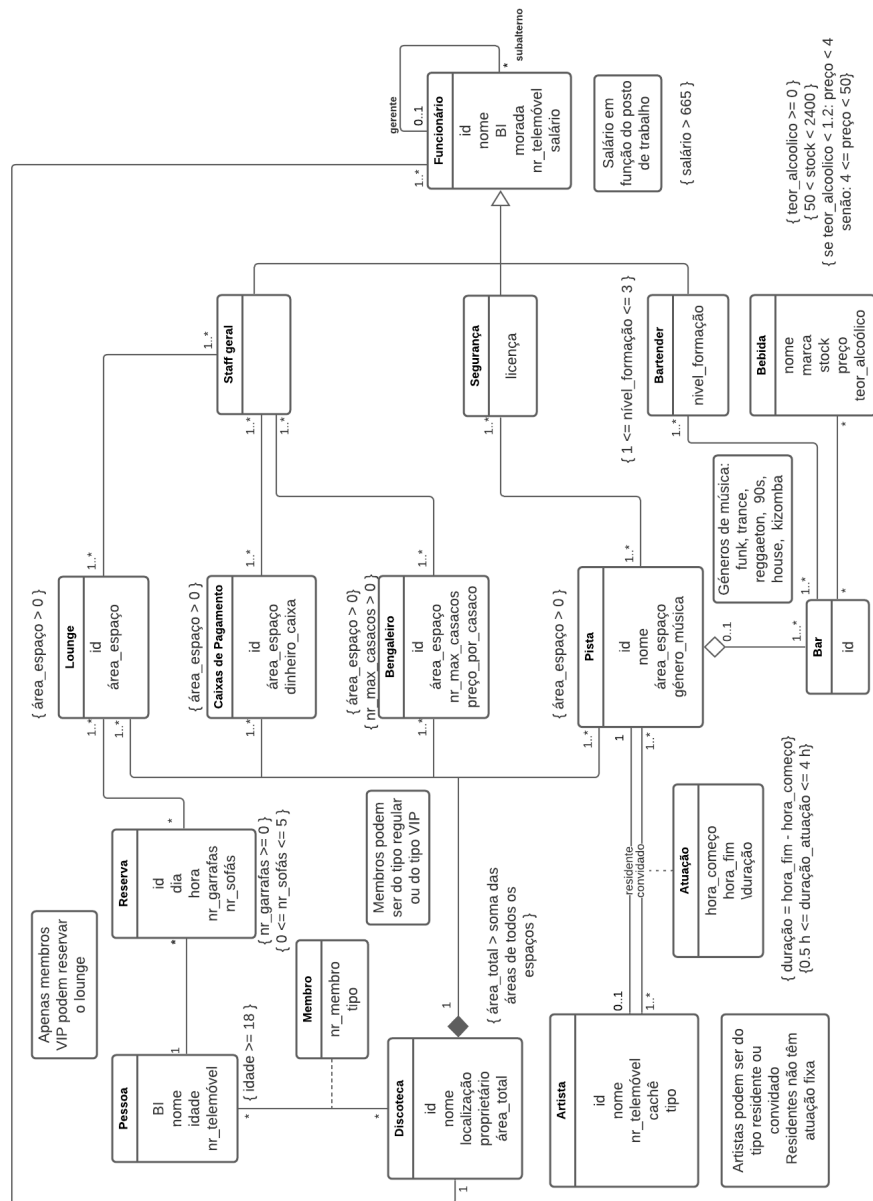 Apenas membros
VIP podem reservar
o lounge
Pessoa
BI
nome
idade
nr_telemóvel
{ idade >= 18 }
1
*
Reserva
id
dia
hora
nr_garrafas
nr_sofás
{ nr_garrafas >= 0 }
{ 0 <= nr_sofás <= 5 }
*
1..*
{ área_espaço > 0 }
Lounge
id
área_espaço
1..*
1..*
1..*
Staff geral
1..*
1..*
{ área_espaço > 0 }
Caixas de Pagamento
id
área_espaço
dinheiro_caixa
1..*
1..*
{ área_espaço > 0}
{ nr_max_casacos > 0 }
Bengaleiro
área_espaço
nr_max_casacos
preço_por_casaco
1..*
1..*
Membro
nr_membro
tipo
*
*
Membros podem
ser do tipo regular
ou do tipo VIP
Discoteca
id
nome
localização
proprietário
área_total
1
1
{ área_total > soma das
áreas de todos os
espaços }
gerente
0..1
subalterno
*
1..*
Funcionário
id
nome
BI
morada
nr_telemóvel
salário
Salário em
função do posto
de trabalho
{ salário > 665 }
Segurança
licença
1..*
1..*
{ área_espaço > 0 }
Pista
id
nome
área_espaço
género_música
1..*
1
1..*
residente
convidado
0..1
1..*
Artista
id
nome
nr_telemóvel
cachê
tipo
Atuação
hora_começo
hora_fim
\duração
{ duração = hora_fim - hora_começo}
{0.5 h <= duração_atuação <= 4 h}
Artistas podem ser do
tipo residente ou
convidado
Residentes não têm
atuação fixa
{ 1 <= nível_formação <= 3 }
Bartender
nivel_formação
1..*
1..*
Géneros de música:
funk, trance,
reggaeton, 90s,
house, kizomba
0..1
1...*
Bar
id
*
*
Bebida
nome
marca
stock
preço
teor_alcoólico
{ teor_alcoolico >= 0 }
{ 50 < stock < 2400 }
{ se teor_alcoolico < 1.2: preço < 4
senão: 4 <= preço < 50}